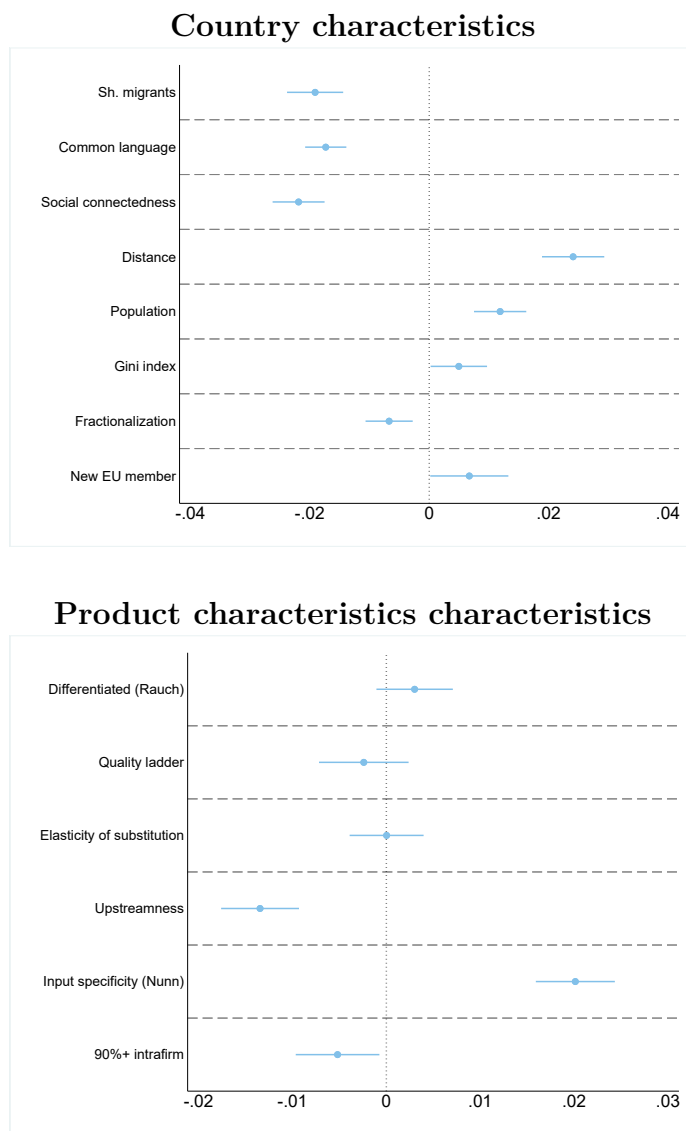 Country characteristics
Sh. migrants
Common language
Social connectedness
Distance
Population
Gini index
Fractionalization
New EU member
-.04 -.02 0 .02 .04
Product characteristics characteristics
Differentiated (Rauch)
Quality ladder
Elasticity of substitution
Upstreamness
Input specificity (Nunn)
90%+ intrafirm
-.02 -.01 0 .01 .02 .03